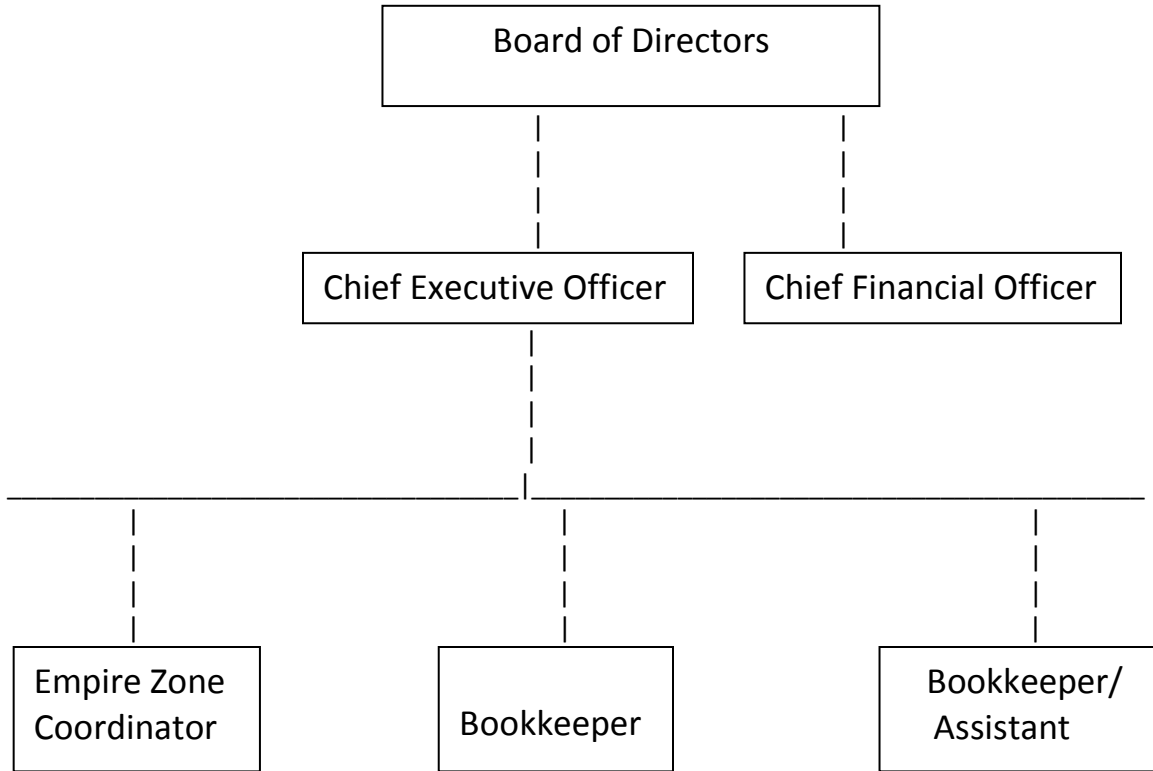 Board of Directors
Chief Executive Officer
Chief Financial Officer
Empire Zone
Coordinator
Bookkeeper
Bookkeeper/
Assistant